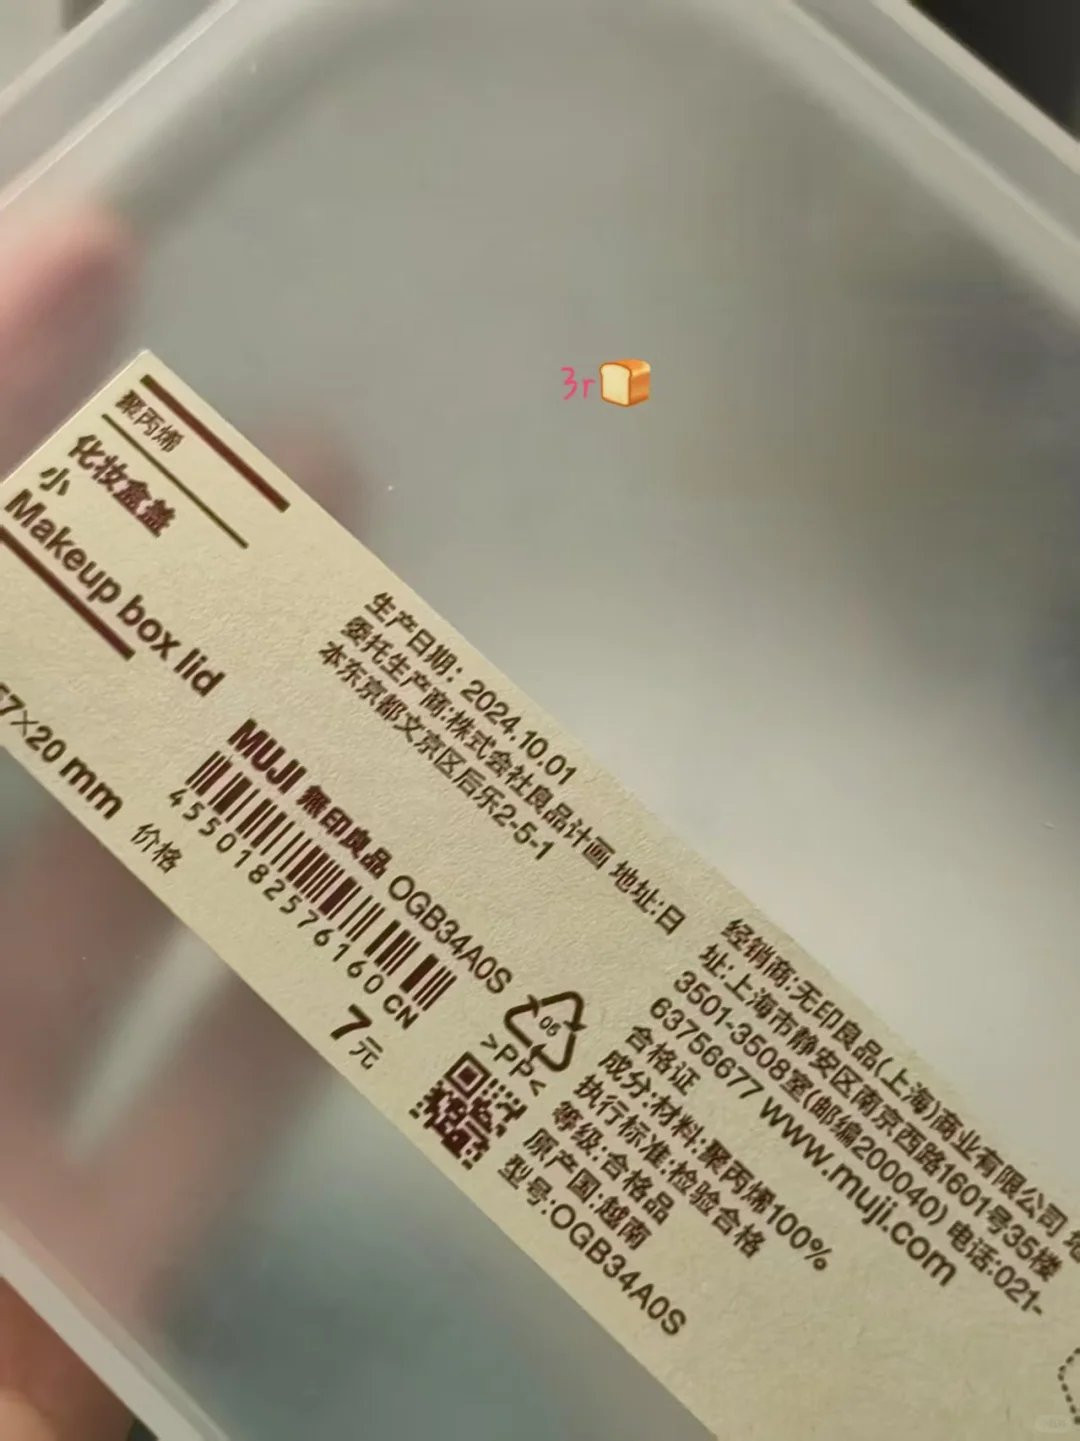 3r
聚丙烯
化妆盒盖
小
Makeup box lid
7×20 mm
价格
MUJI 無印良品 OGB34A0S
4550182576160 CN
7元
生产日期：2024.10.01
委托生产商:株式会社良品计画 地址:日
本东京都文京区后乐2-5-1
06
>PP<
经销商:无印良品(上海)商业有限公司 地
址:上海市静安区南京西路1601号35楼
3501-3508室(邮编200040) 电话:021-
63756677 www.muji.com
合格证
成分:材料:聚丙烯100%
执行标准:检验合格
等级:合格品
原产国:越南
型号:OGB34A0S